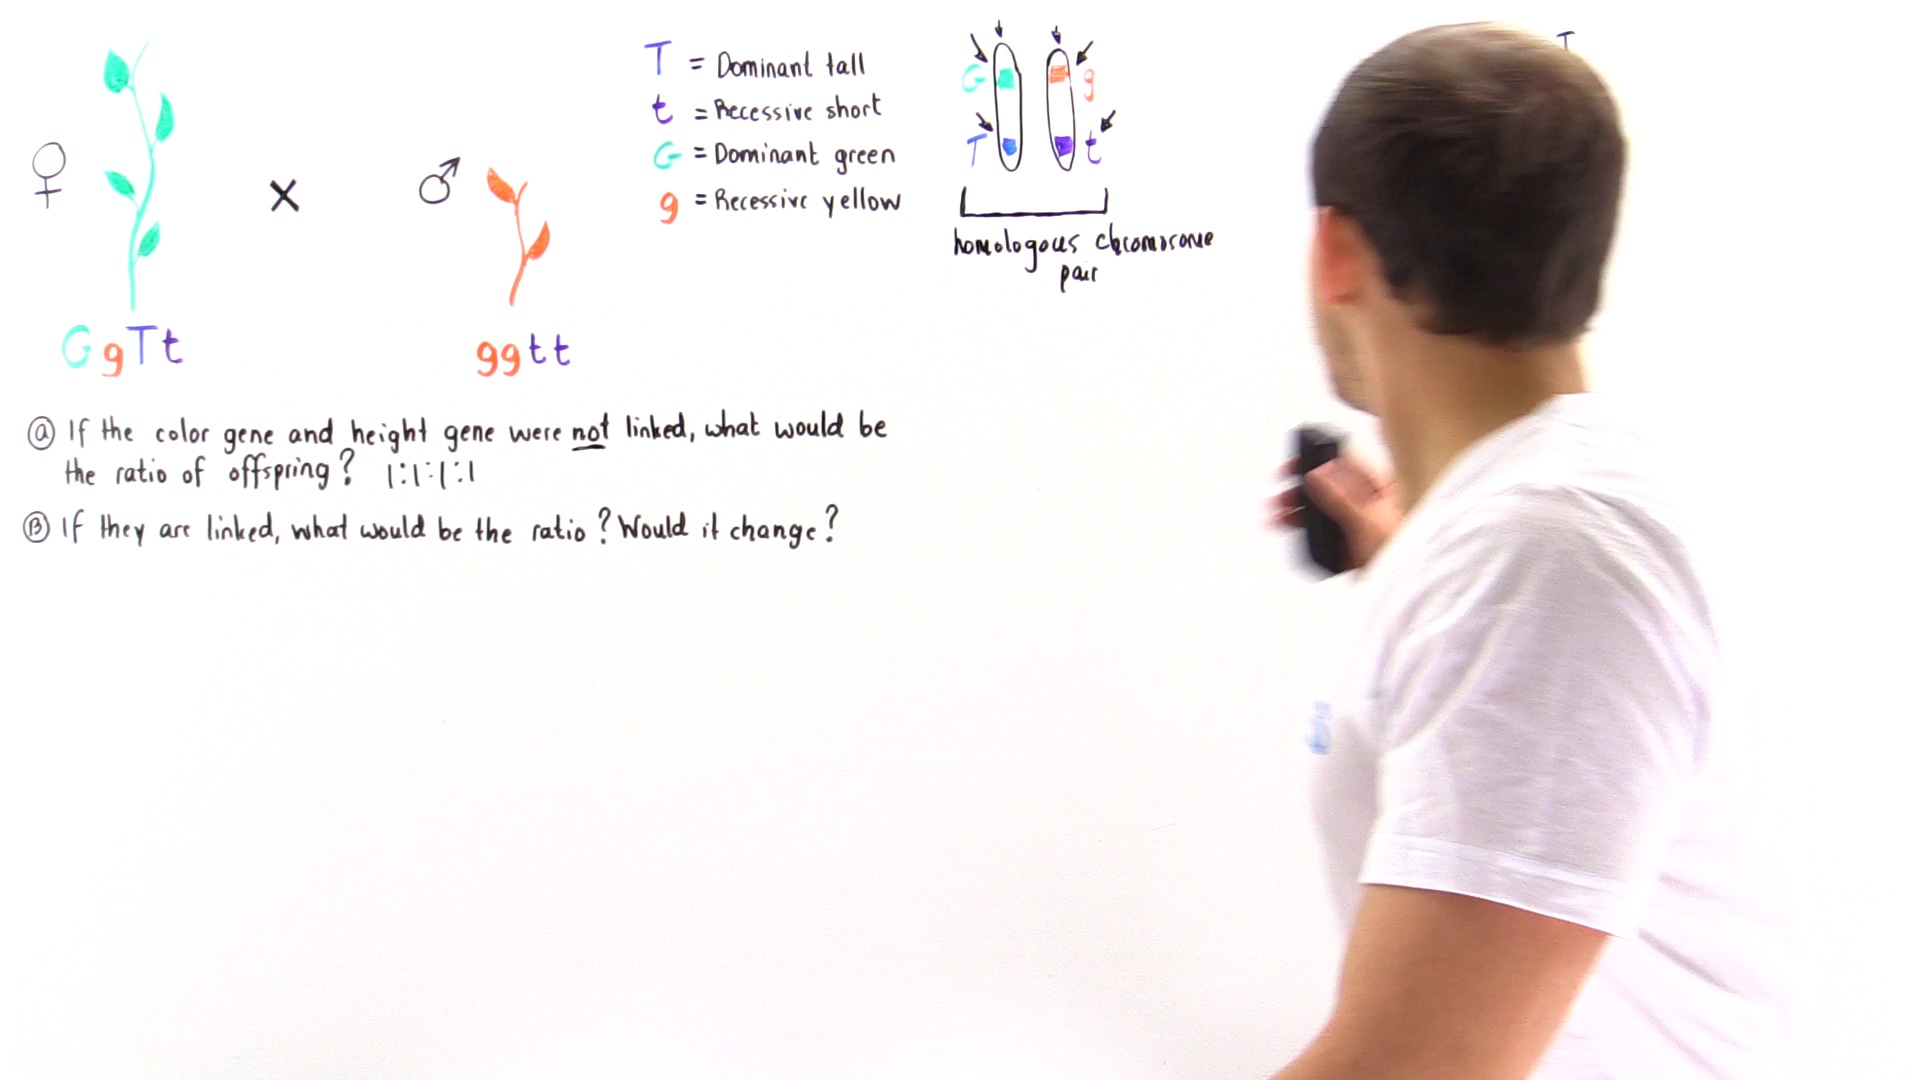 T = Dominant tall
t = Recessive short
G = Dominant green
g = Recessive yellow
G g
T t
homologous chromosome
pair
X
GgTt
ggtt
Ⓐ If the color gene and height gene were not linked, what would be
the ratio of offspring? 1:1:1:1
Ⓑ If they are linked, what would be the ratio? Would it change?
T